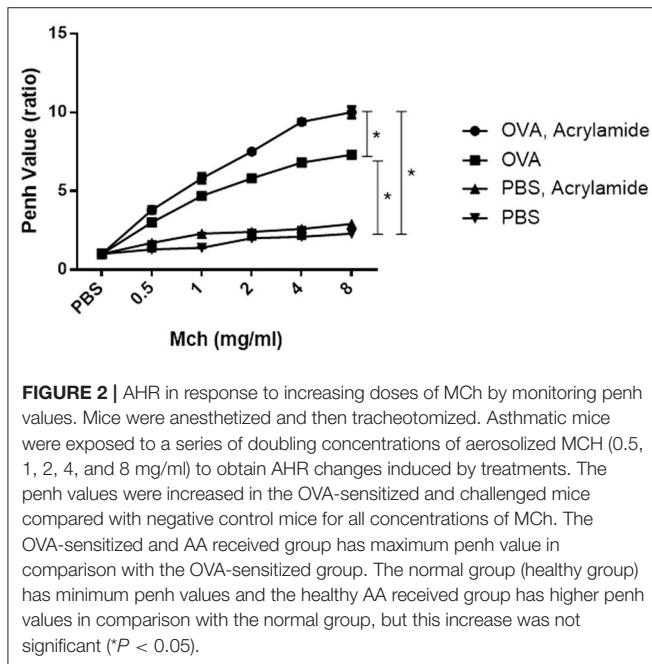 15
10
5
0
Penh Value (ratio)
PBS
0.5
1
2
4
8
Mch (mg/ml)
*
*
*
OVA, Acrylamide
OVA
PBS, Acrylamide
PBS
FIGURE 2 | AHR in response to increasing doses of MCh by monitoring penh
values. Mice were anesthetized and then tracheotomized. Asthmatic mice
were exposed to a series of doubling concentrations of aerosolized MCH (0.5,
1, 2, 4, and 8 mg/ml) to obtain AHR changes induced by treatments. The
penh values were increased in the OVA-sensitized and challenged mice
compared with negative control mice for all concentrations of MCh. The
OVA-sensitized and AA received group has maximum penh value in
comparison with the OVA-sensitized group. The normal group (healthy group)
has minimum penh values and the healthy AA received group has higher penh
values in comparison with the normal group, but this increase was not
significant (*P < 0.05).